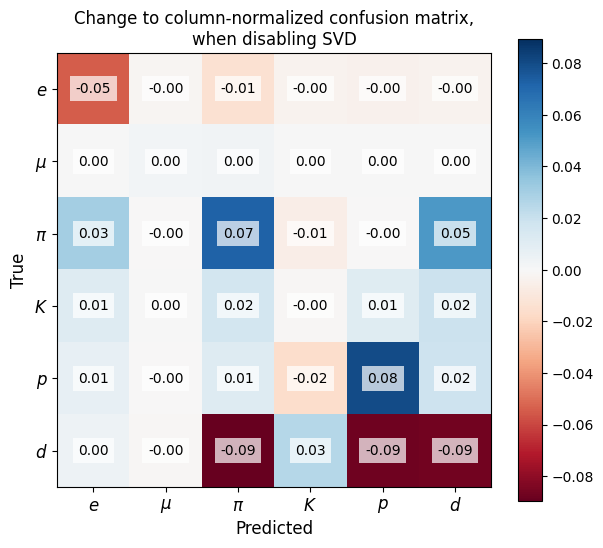 Change to column-normalized confusion matrix,
when disabling SVD
e -0.05 -0.00 -0.01 -0.00 -0.00 -0.00
μ 0.00 0.00 0.00 0.00 0.00 0.00
π 0.03 -0.00 0.07 -0.01 -0.00 0.05
K 0.01 0.00 0.02 -0.00 0.01 0.02
p 0.01 -0.00 0.01 -0.02 0.08 0.02
d 0.00 -0.00 -0.09 0.03 -0.09 -0.09
e μ π K p d
Predicted
True
0.08
0.06
0.04
0.02
0.00
−0.02
−0.04
−0.06
−0.08